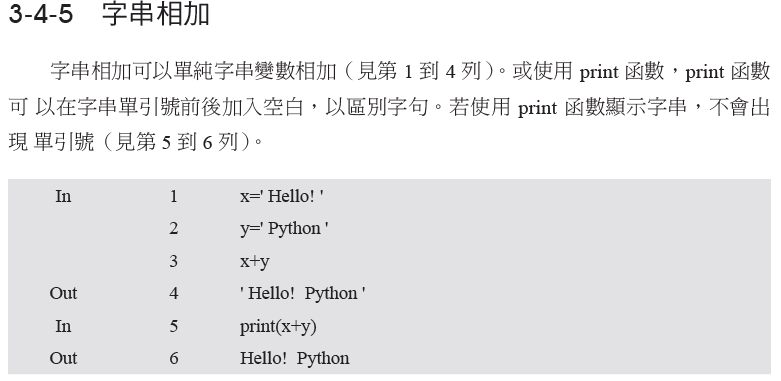 3-4-5 字串相加
字串相加可以單純字串變數相加（見第 1 到 4 列）。或使用 print 函數，print 函數
可 以在字串單引號前後加入空白，以區別字句。若使用 print 函數顯示字串，不會出
現 單引號（見第 5 到 6 列）。
In 1 x=' Hello! '
2 y=' Python '
3 x+y
Out 4 ' Hello!  Python '
In 5 print(x+y)
Out 6 Hello!  Python